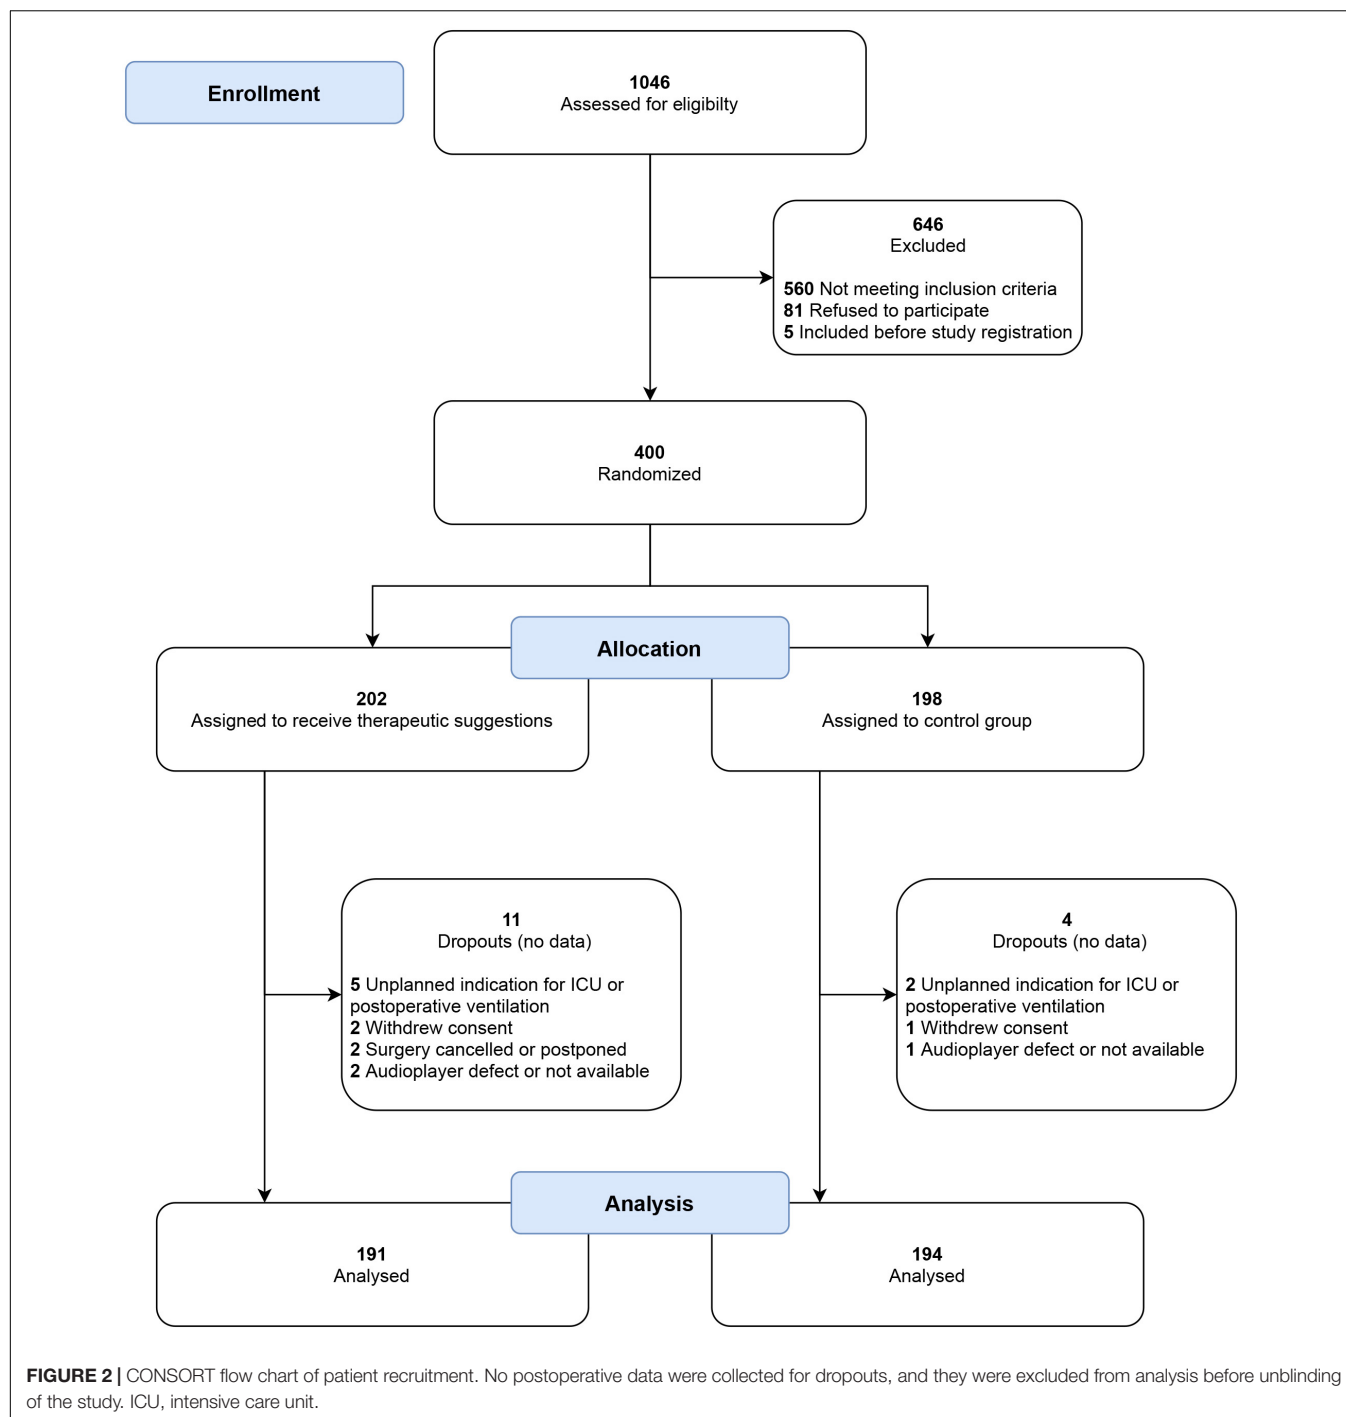 Enrollment
1046
Assessed for eligibilty
646
Excluded
560 Not meeting inclusion criteria
81 Refused to participate
5 Included before study registration
400
Randomized
Allocation
202
Assigned to receive therapeutic suggestions
198
Assigned to control group
11
Dropouts (no data)
5 Unplanned indication for ICU or
postoperative ventilation
2 Withdrew consent
2 Surgery cancelled or postponed
2 Audioplayer defect or not available
4
Dropouts (no data)
2 Unplanned indication for ICU or
postoperative ventilation
1 Withdrew consent
1 Audioplayer defect or not available
Analysis
191
Analysed
194
Analysed
FIGURE 2 | CONSORT flow chart of patient recruitment. No postoperative data were collected for dropouts, and they were excluded from analysis before unblinding
of the study. ICU, intensive care unit.